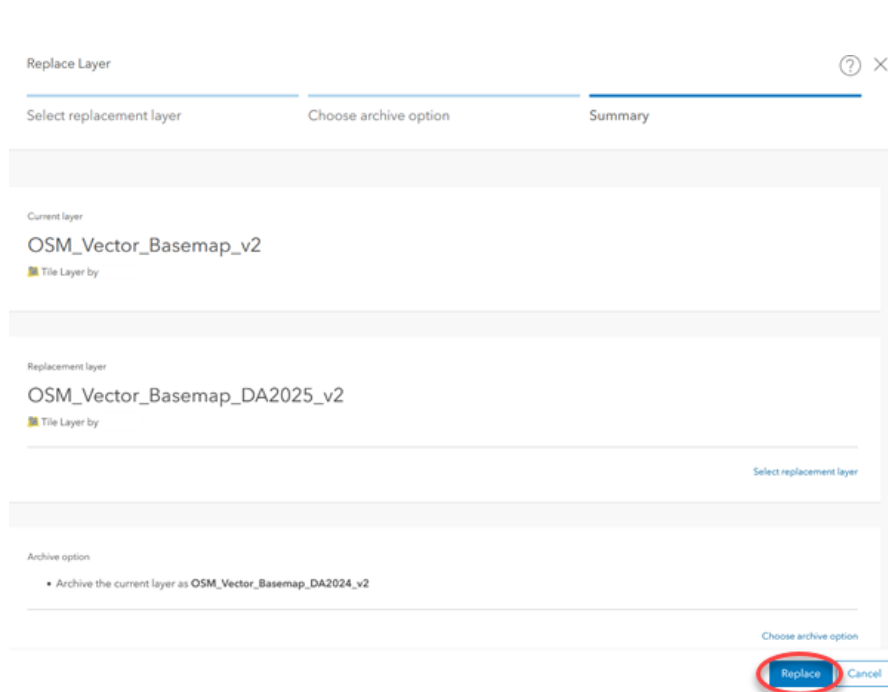 Replace Layer
Select replacement layer Choose archive option Summary
Current layer
OSM_Vector_Basemap_v2
Tile Layer by
Replacement layer
OSM_Vector_Basemap_DA2025_v2
Tile Layer by
Select replacement layer
Archive option
• Archive the current layer as OSM_Vector_Basemap_DA2024_v2
Choose archive option
Replace Cancel